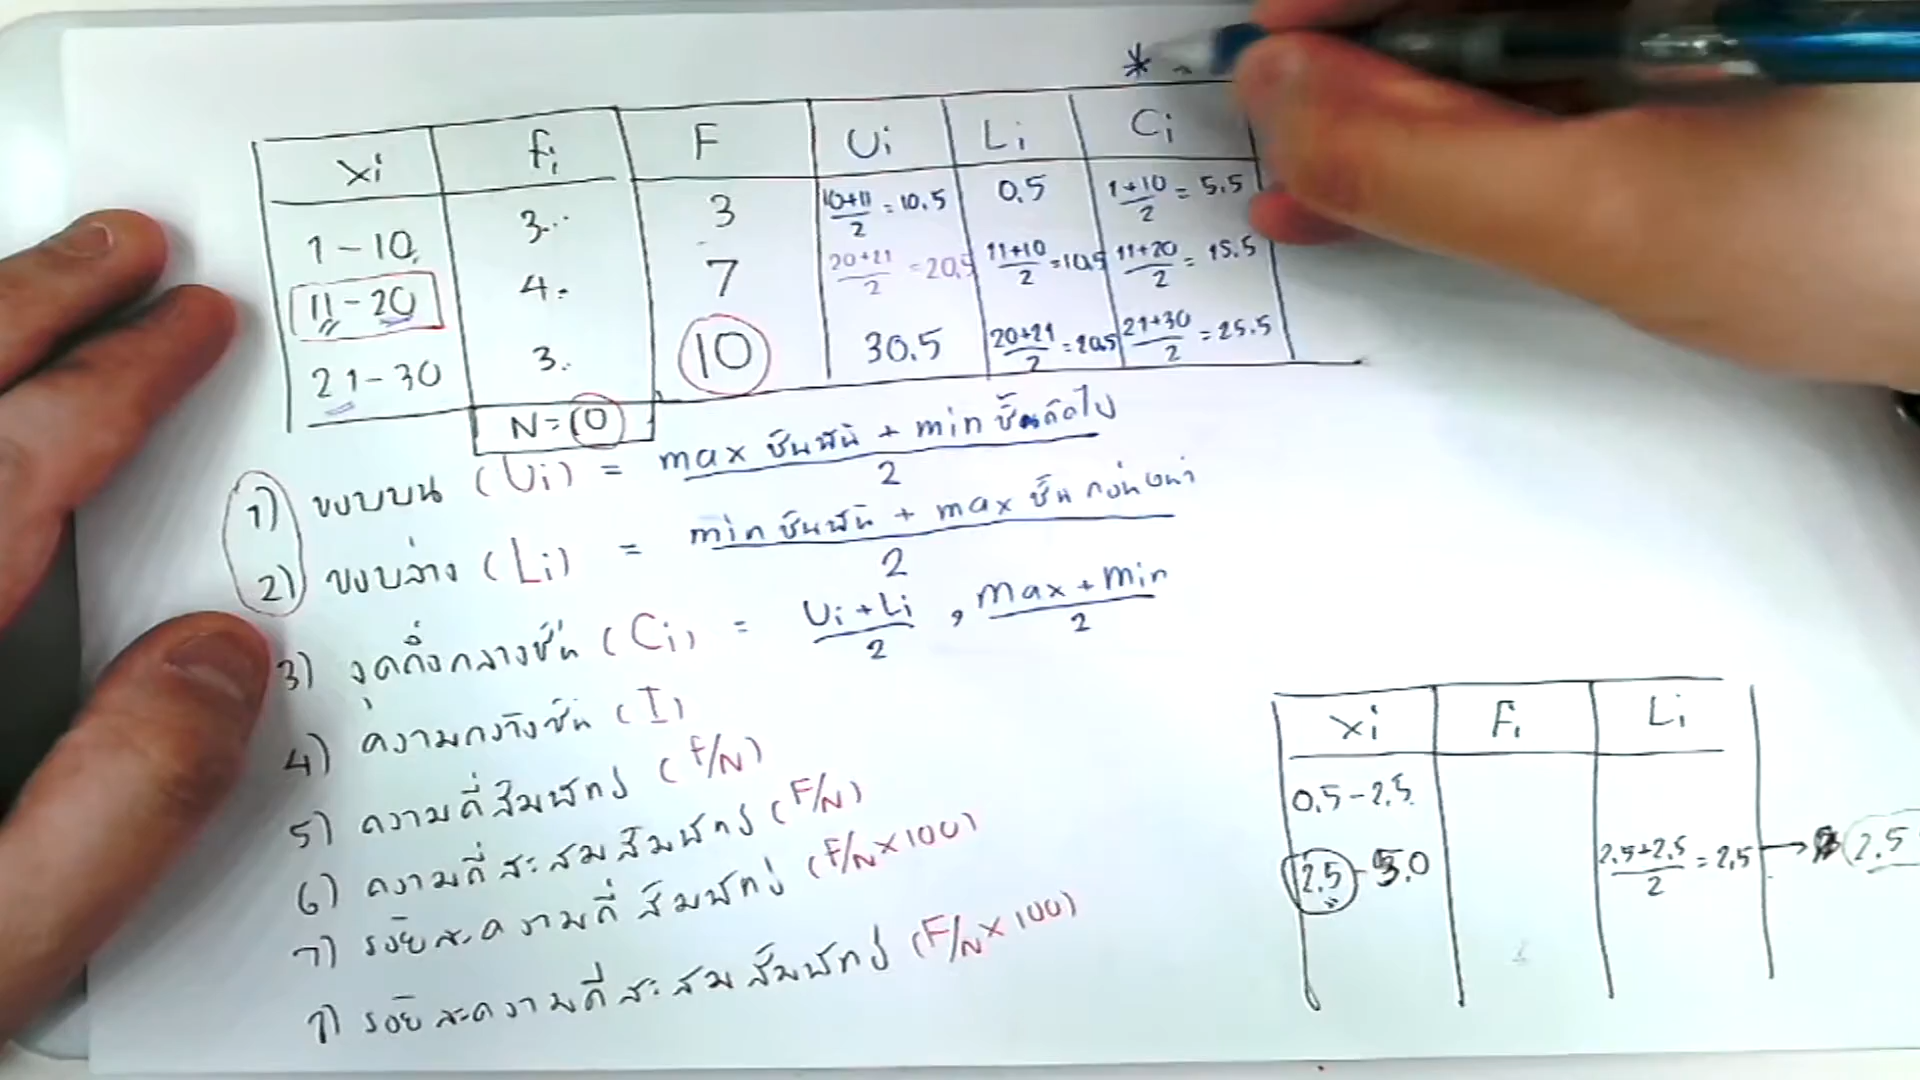 *
xi fi F Ui Li Ci
1-10 3 3 10+11/2 = 10.5 0.5 1+10/2 = 5.5
11-20 4 7 20+21/2 = 20.5 11+10/2 = 10.5 11+20/2 = 15.5
21-30 3 10 30.5 20+21/2 = 20.5 21+30/2 = 25.5
N=10
1) ขอบบน (Ui) = max ชั้นมัน + min ชั้นถัดไป / 2
2) ขอบล่าง (Li) = min ชั้นมัน + max ชั้นก่อนหน้า / 2
3) จุดกึ่งกลางชั้น (Ci) = Ui+Li/2 , max+min/2
4) ความกว้างชั้น (I)
5) ความถี่สัมพัทธ์ (f/N)
6) ความถี่สะสมสัมพัทธ์ (F/N)
7) ร้อยละความถี่สัมพัทธ์ (f/N×100)
8) ร้อยละความถี่สะสมสัมพัทธ์ (F/N×100)
xi Fi Li
0.5-2.5
2.5-5.0 2.5+2.5/2 = 2.5 → 2.5